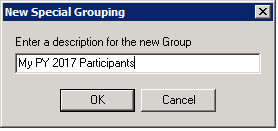 New Special Grouping
Enter a description for the new Group
My PY 2017 Participants
OK
Cancel